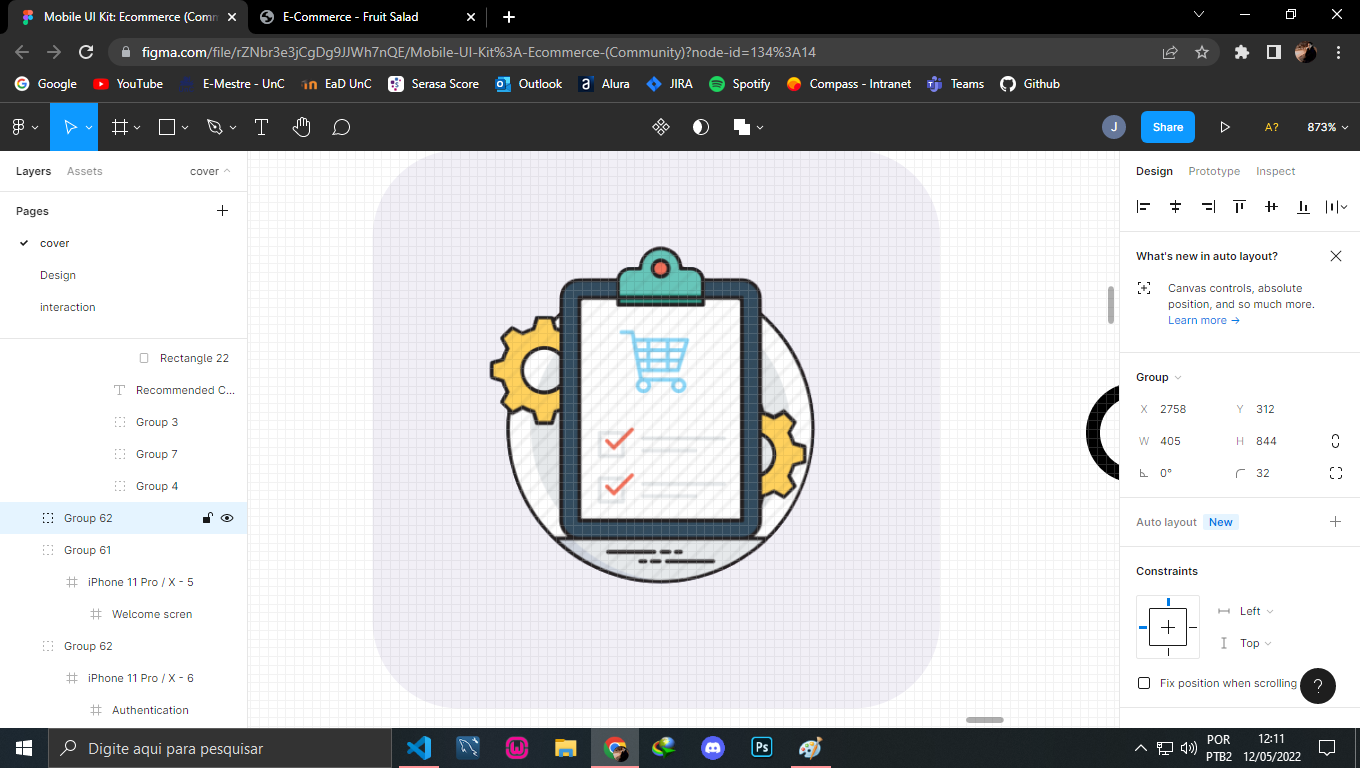 Mobile UI Kit: Ecommerce (Comm
E-Commerce - Fruit Salad
figma.com/file/rZNbr3e3jCgDg9JJWh7nQE/Mobile-UI-Kit%3A-Ecommerce-(Community)?node-id=134%3A14
Google
YouTube
E-Mestre - UnC
EaD UnC
Serasa Score
Outlook
Alura
JIRA
Spotify
Compass - Intranet
Teams
Github
J
Share
A?
873%
Layers
Assets
cover
Pages
cover
Design
interaction
Rectangle 22
Recommended C...
Group 3
Group 7
Group 4
Group 62
Group 61
iPhone 11 Pro / X - 5
Welcome scren
Group 62
iPhone 11 Pro / X - 6
Authentication
Design
Prototype
Inspect
What's new in auto layout?
Canvas controls, absolute
position, and so much more.
Learn more →
Group
X 2758
Y 312
W 405
H 844
0°
32
Auto layout
New
Constraints
Left
Top
Fix position when scrolling
?
Digite aqui para pesquisar
Ps
POR
PTB2
12:11
12/05/2022